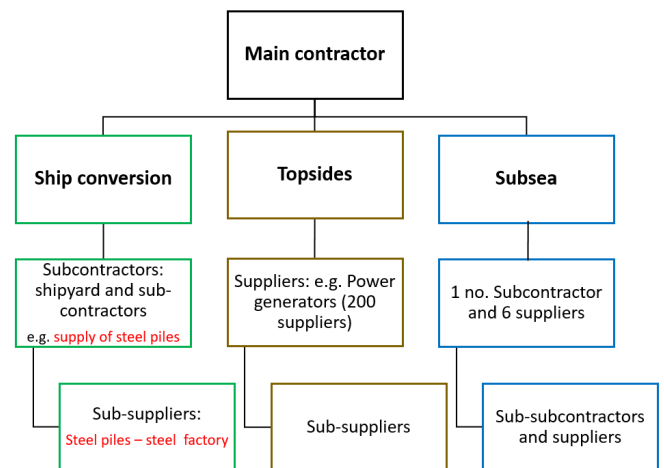 Main contractor
Ship conversion
Topsides
Subsea
Subcontractors:
shipyard and sub-
contractors
e.g. supply of steel piles
Suppliers: e.g. Power
generators (200
suppliers)
1 no. Subcontractor
and 6 suppliers
Sub-suppliers:
Steel piles – steel factory
Sub-suppliers
Sub-subcontractors
and suppliers